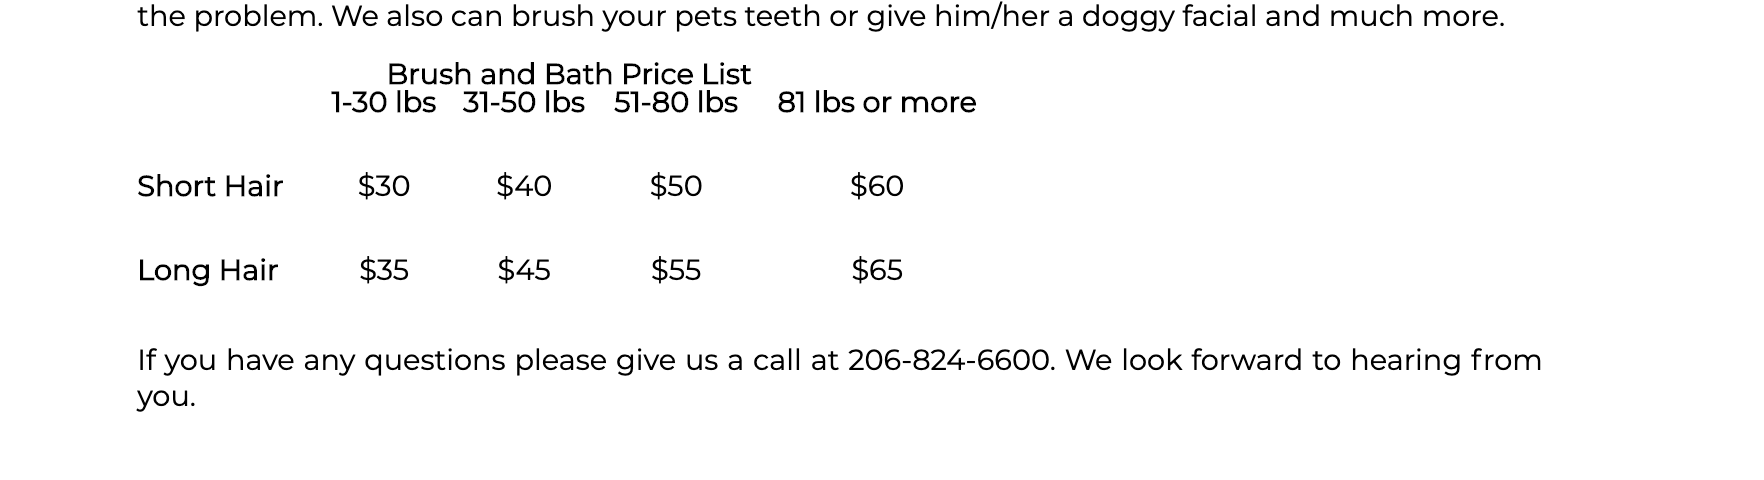 the problem. We also can brush your pets teeth or give him/her a doggy facial and much more.
Brush and Bath Price List
1-30 lbs 31-50 lbs 51-80 lbs 81 lbs or more
Short Hair $30 $40 $50 $60
Long Hair $35 $45 $55 $65
If you have any questions please give us a call at 206-824-6600. We look forward to hearing from
you.